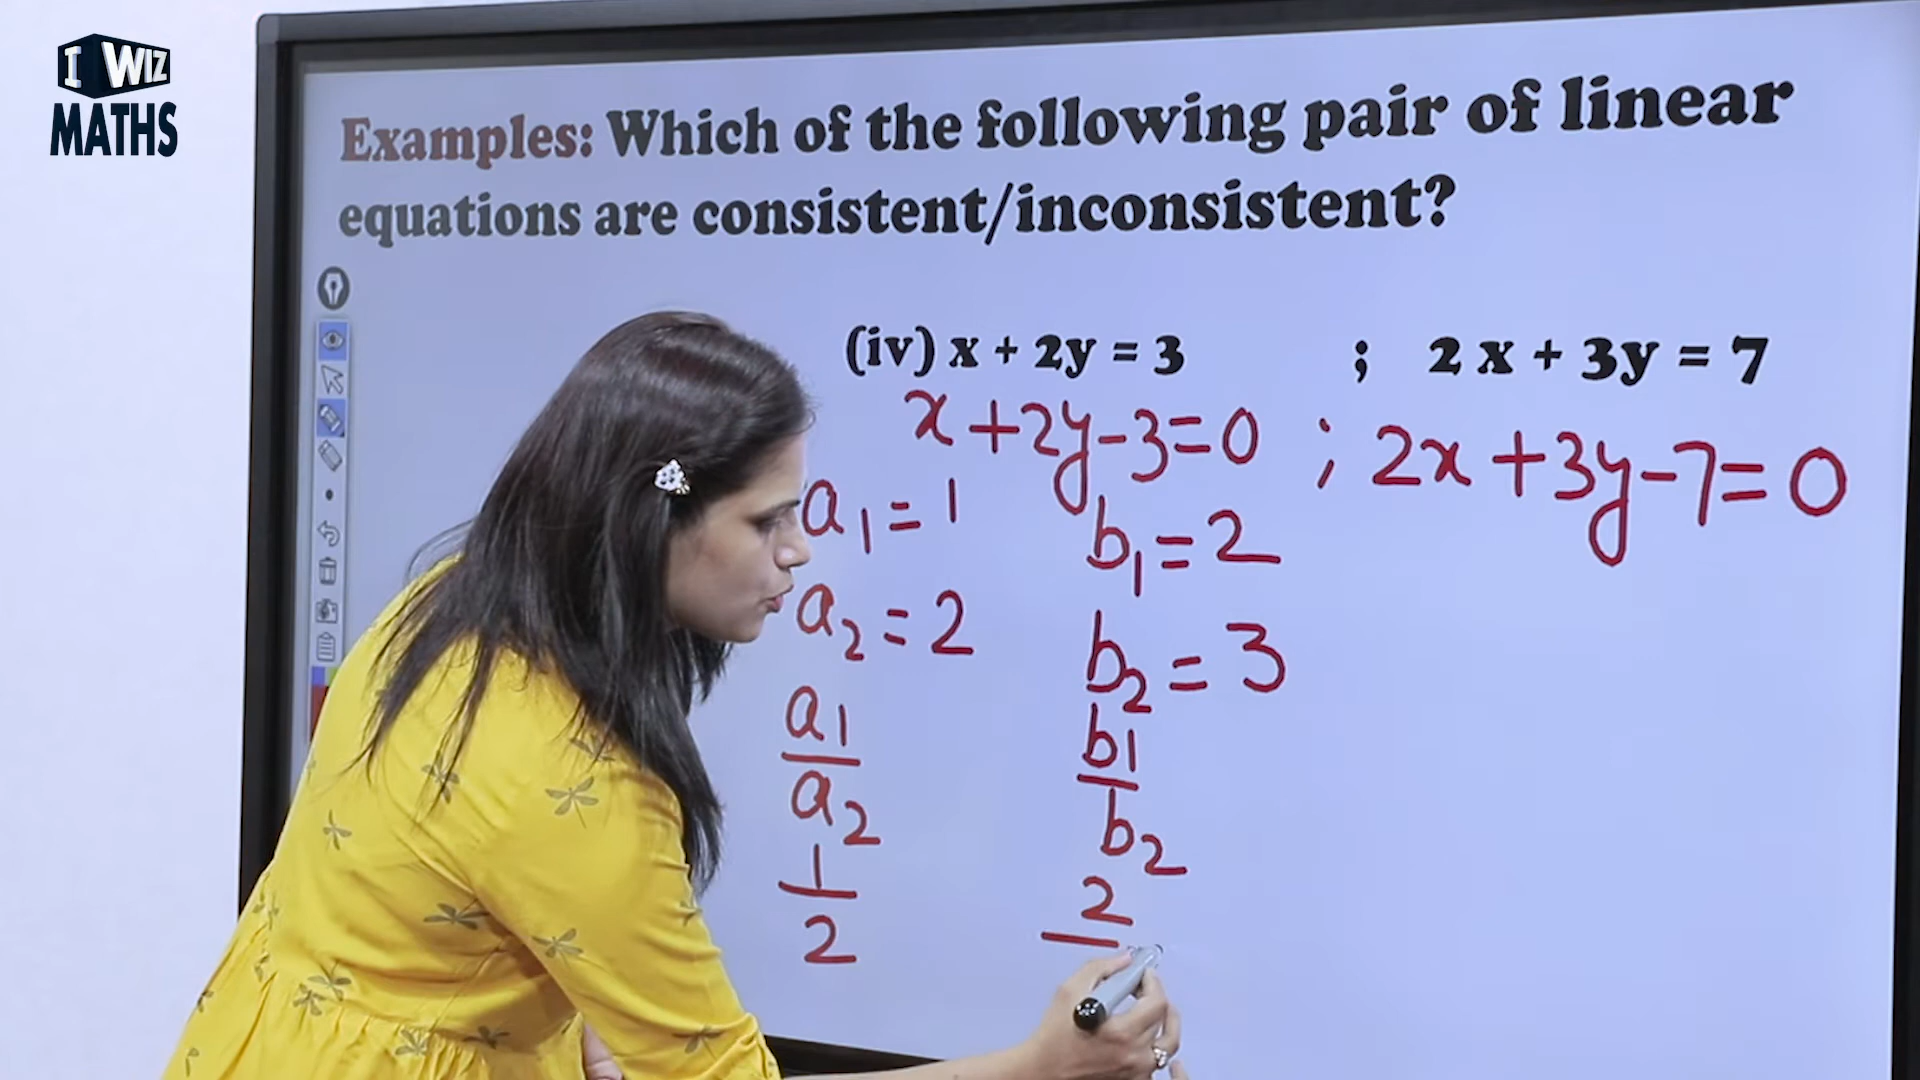 I WIZ
MATHS
Examples: Which of the following pair of linear
equations are consistent/inconsistent?
(iv) x + 2y = 3 ; 2 x + 3y = 7
x+2y-3=0 ; 2x+3y-7=0
a₁=1 b₁=2
a₂=2 b₂=3
a₁ b₁
a₂ b₂
1 2
2